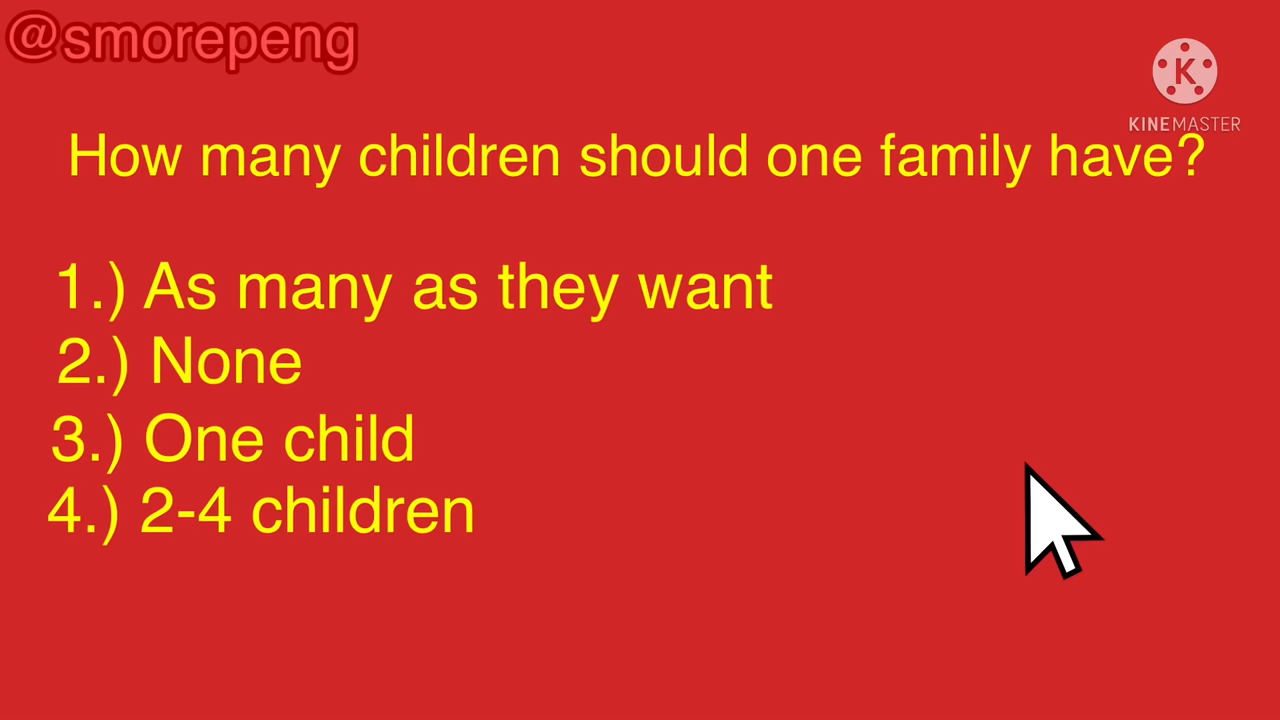 @smorepeng
K
KINEMASTER
How many children should one family have?
1.) As many as they want
2.) None
3.) One child
4.) 2-4 children